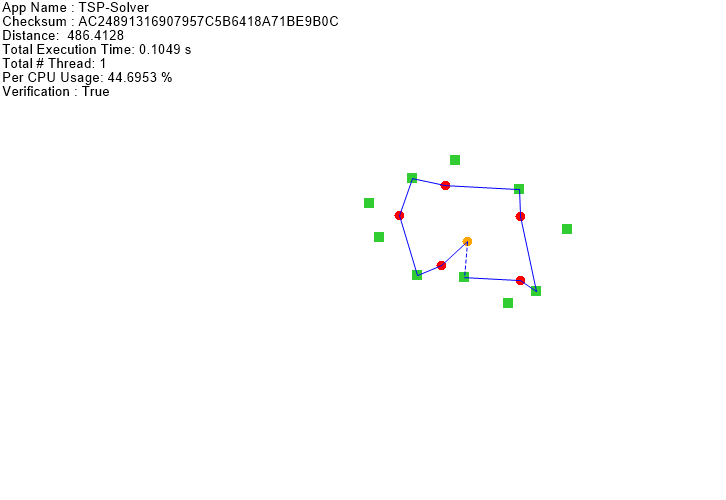 App Name : TSP-Solver
Checksum : AC24891316907957C5B6418A71BE9B0C
Distance:  486.4128
Total Execution Time: 0.1049 s
Total # Thread: 1
Per CPU Usage: 44.6953 %
Verification : True